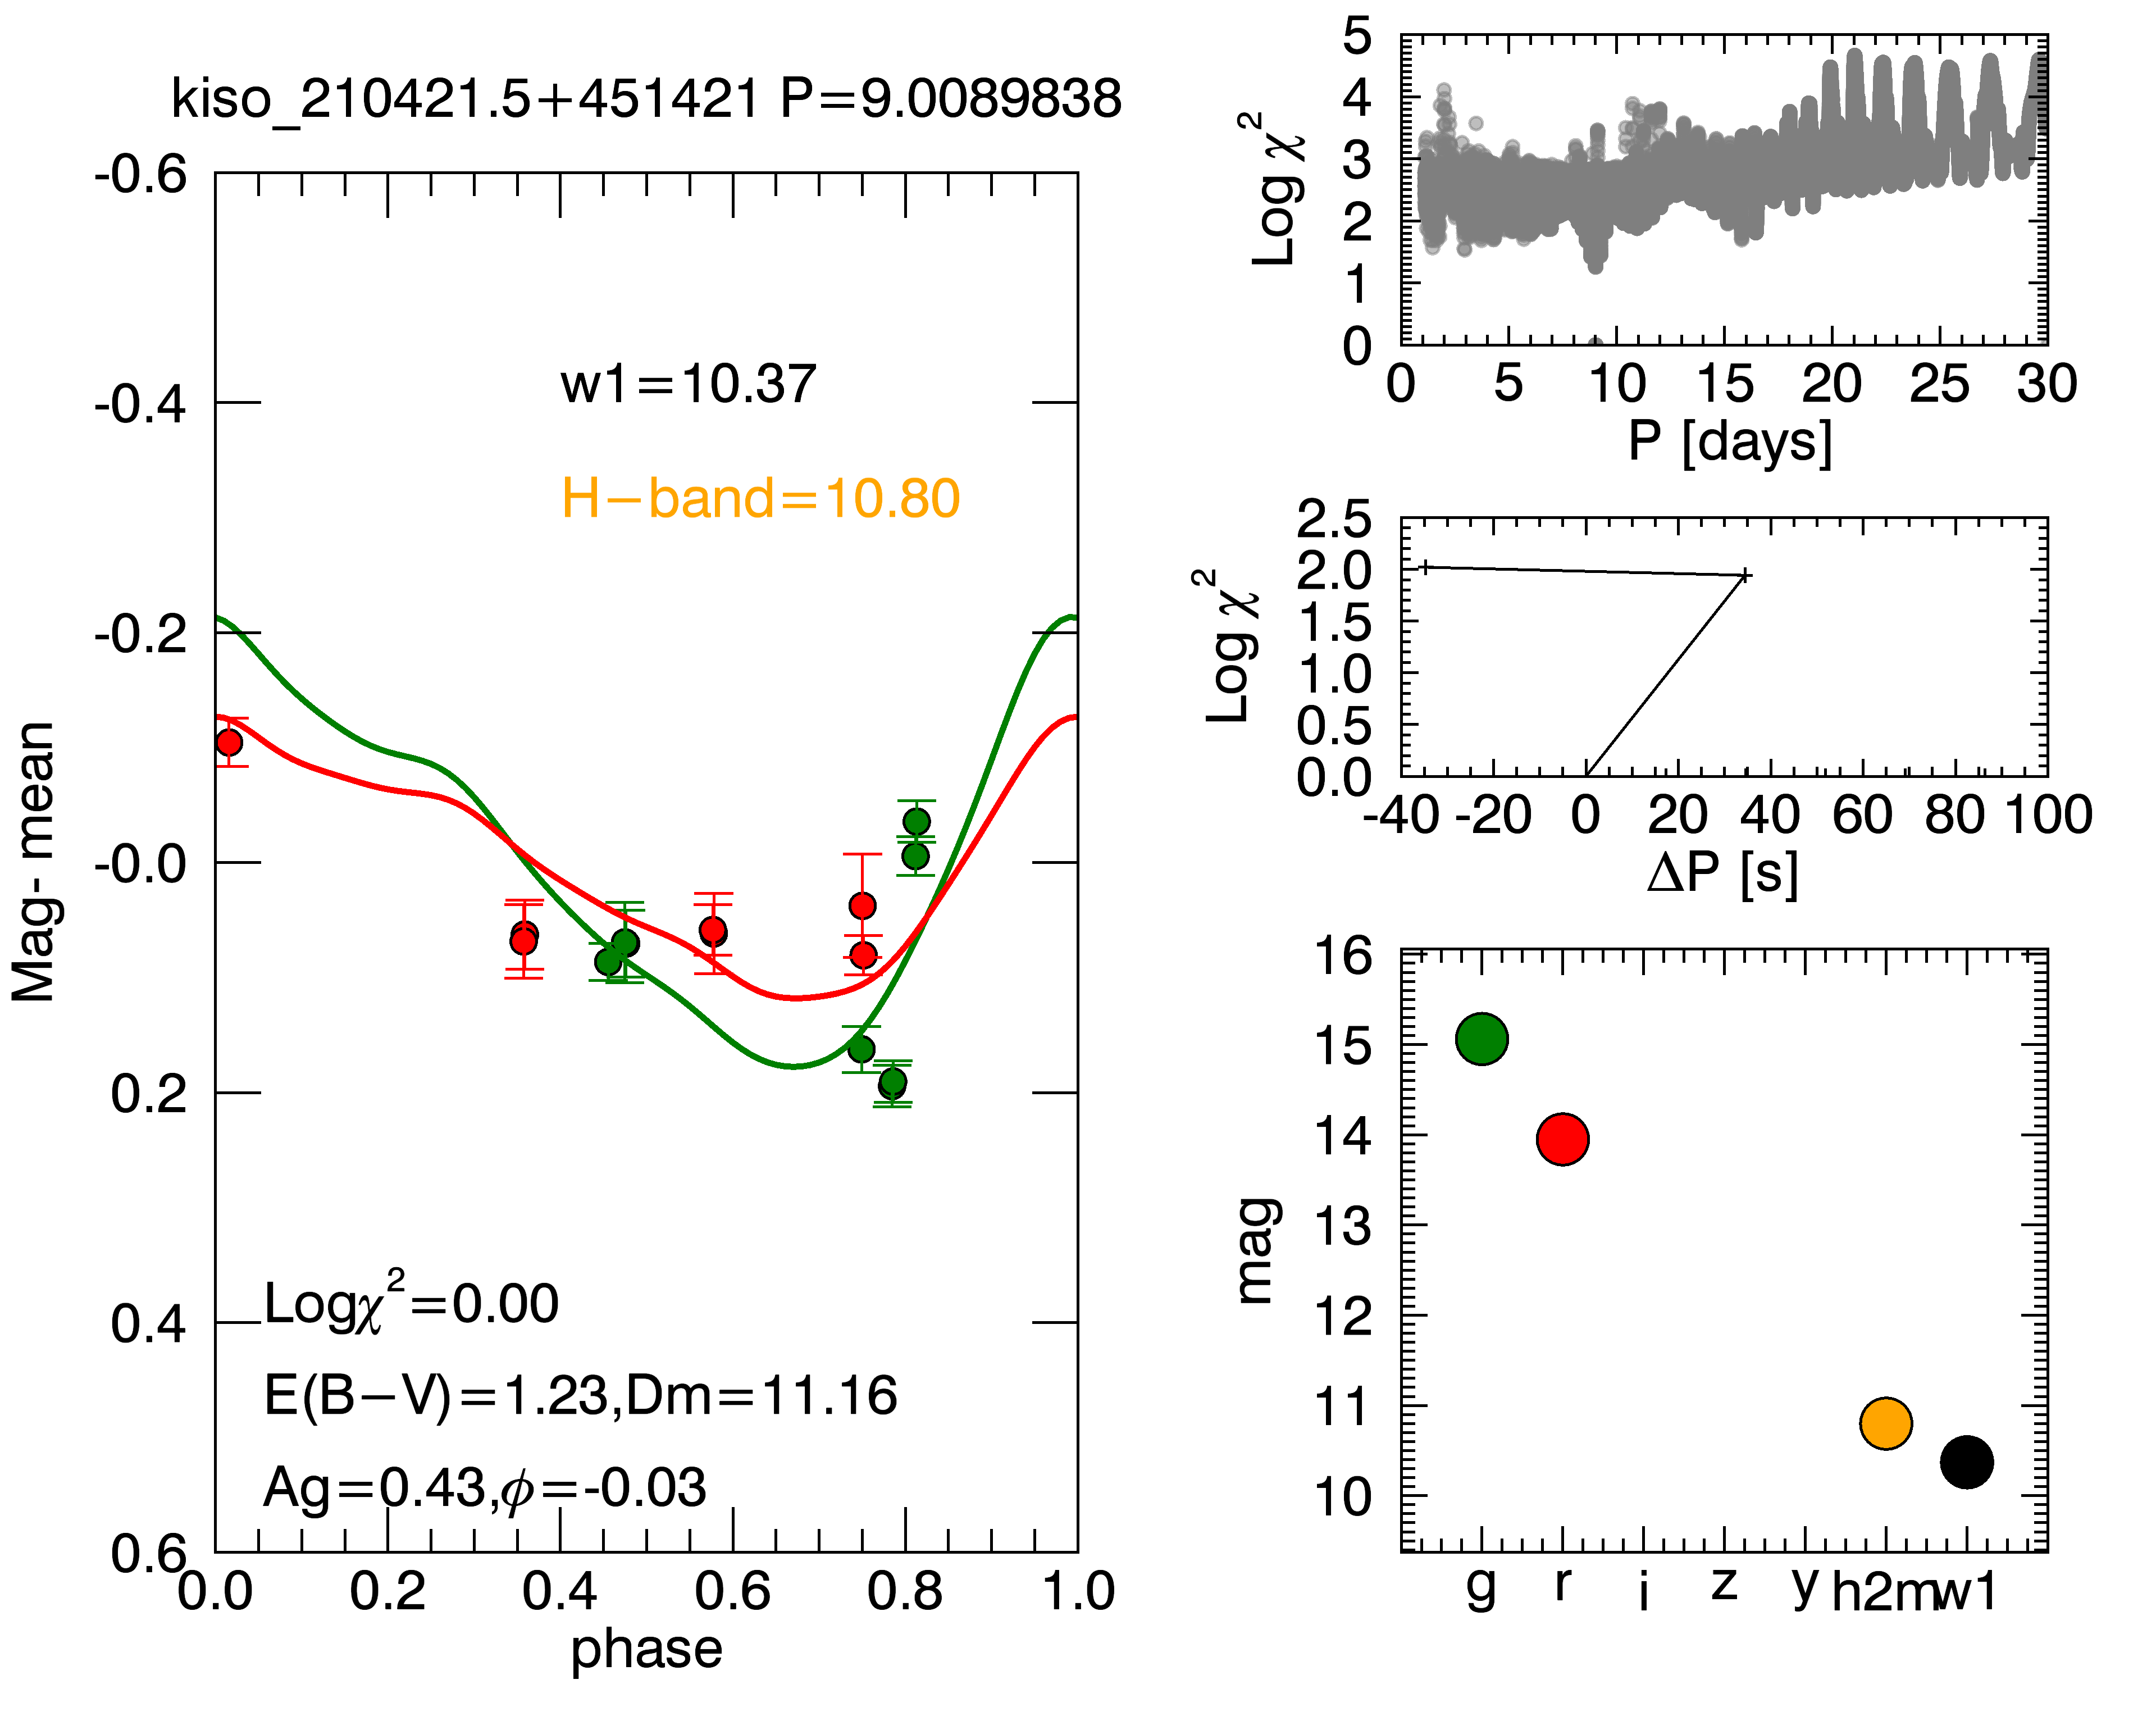 kiso_210421.5+451421 P=9.0089838
-0.6
-0.4
-0.2
-0.0
0.2
0.4
0.6
Mag- mean
w1=10.37
H-band=10.80
Logχ²=0.00
E(B-V)=1.23,Dm=11.16
Ag=0.43,ϕ=-0.03
0.0 0.2 0.4 0.6 0.8 1.0
phase
5
4
3
2
1
0
Log χ²
0 5 10 15 20 25 30
P [days]
2.5
2.0
1.5
1.0
0.5
0.0
Log χ²
-40 -20 0 20 40 60 80 100
ΔP [s]
16
15
14
13
12
11
10
mag
g r i z y h2mw1